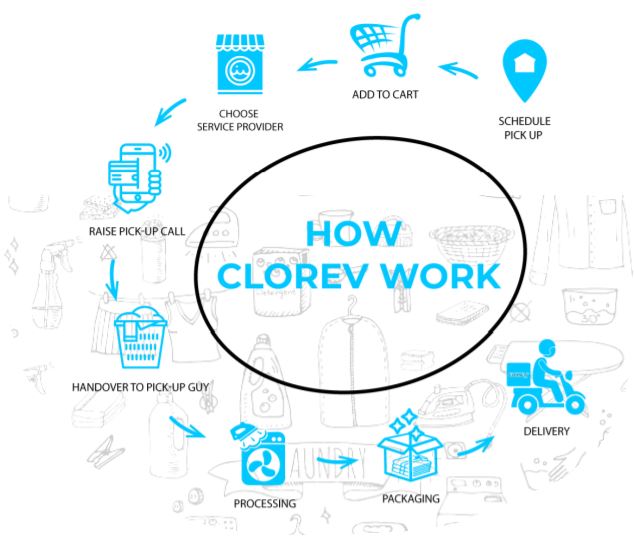 SCHEDULE
PICK UP
ADD TO CART
CHOOSE
SERVICE PROVIDER
RAISE PICK-UP CALL
HANDOVER TO PICK-UP GUY
PROCESSING
PACKAGING
DELIVERY
HOW
CLOREV WORK